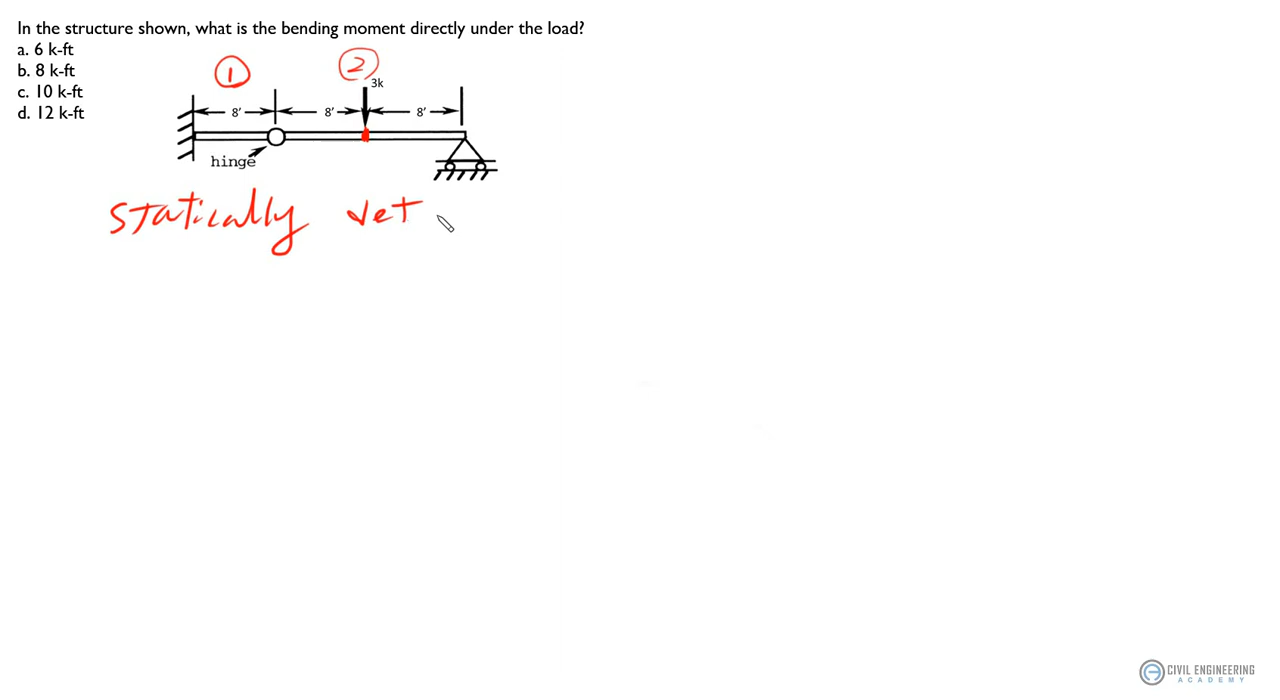 In the structure shown, what is the bending moment directly under the load?
a. 6 k-ft
b. 8 k-ft
c. 10 k-ft
d. 12 k-ft
1 2
3k
8' 8' 8'
hinge
statically det
CIVIL ENGINEERING
ACADEMY